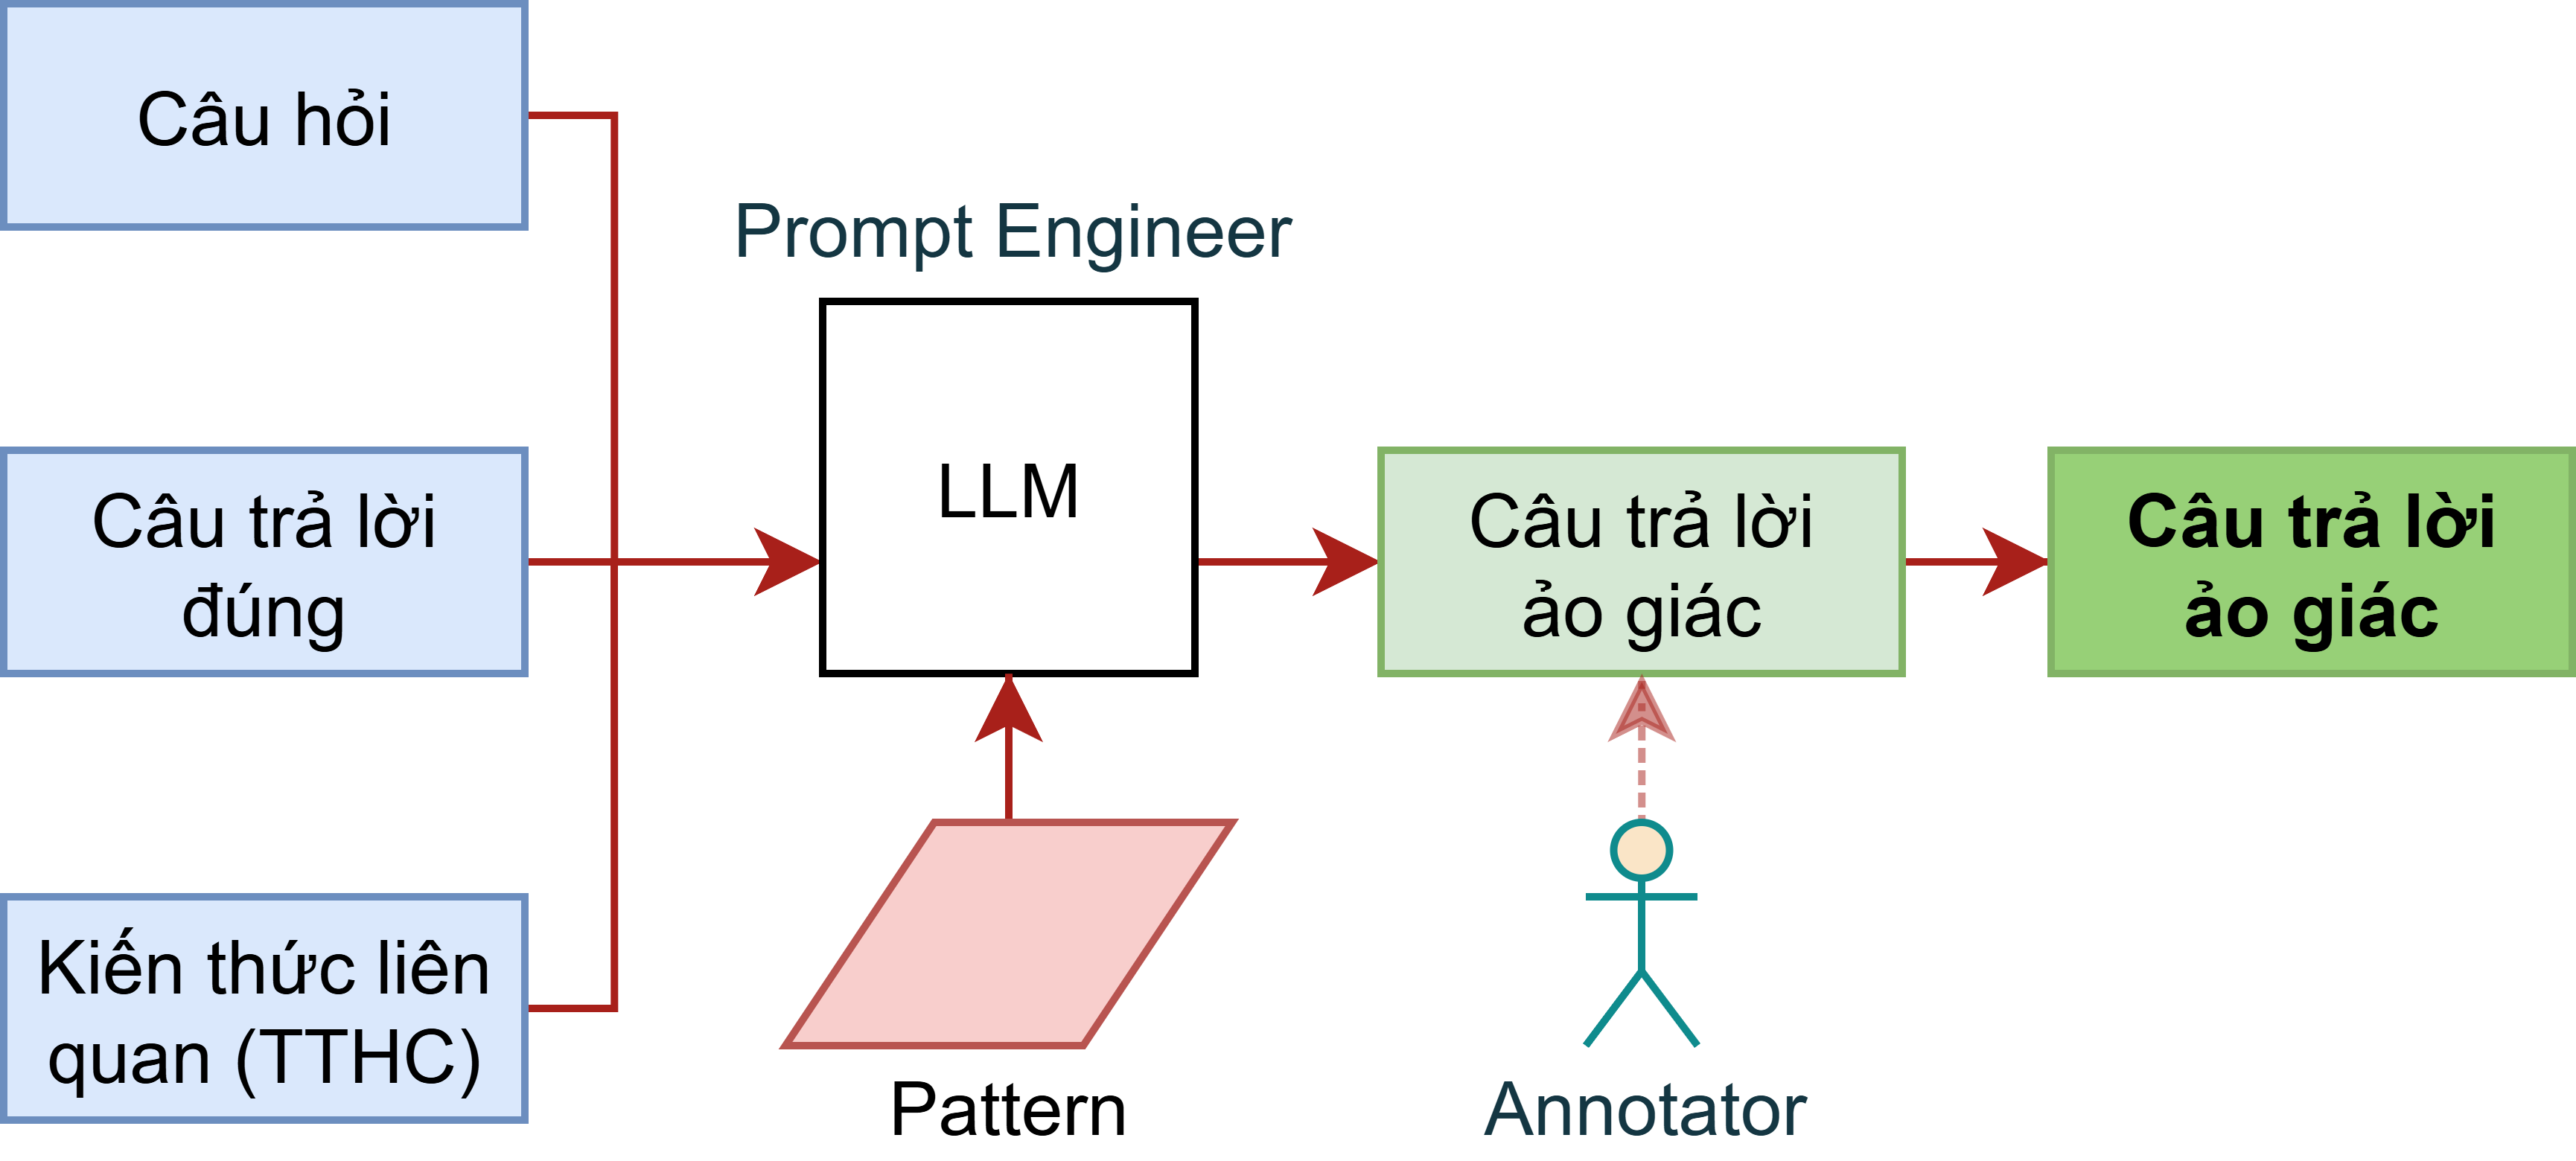 Câu hỏi
Câu trả lời
đúng
Kiến thức liên
quan (TTHC)
Prompt Engineer
LLM
Pattern
Câu trả lời
ảo giác
Annotator
Câu trả lời
ảo giác